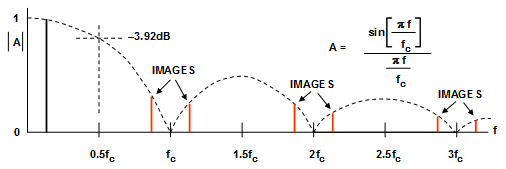 1
|A|
0
–3.92dB
IMAGES
IMAGES
IMAGES
A = sin[πf/fc] / πf/fc
0.5fc
fc
1.5fc
2fc
2.5fc
3fc
f